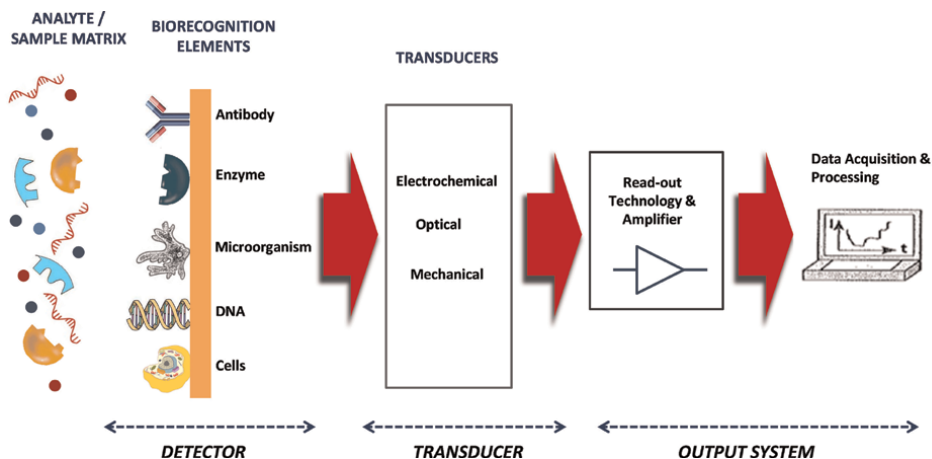 ANALYTE /
SAMPLE MATRIX
BIORECOGNITION
ELEMENTS
Antibody
Enzyme
Microorganism
DNA
Cells
TRANSDUCERS
Electrochemical
Optical
Mechanical
Read-out
Technology &
Amplifier
Data Acquisition &
Processing
I
t
DETECTOR
TRANSDUCER
OUTPUT SYSTEM